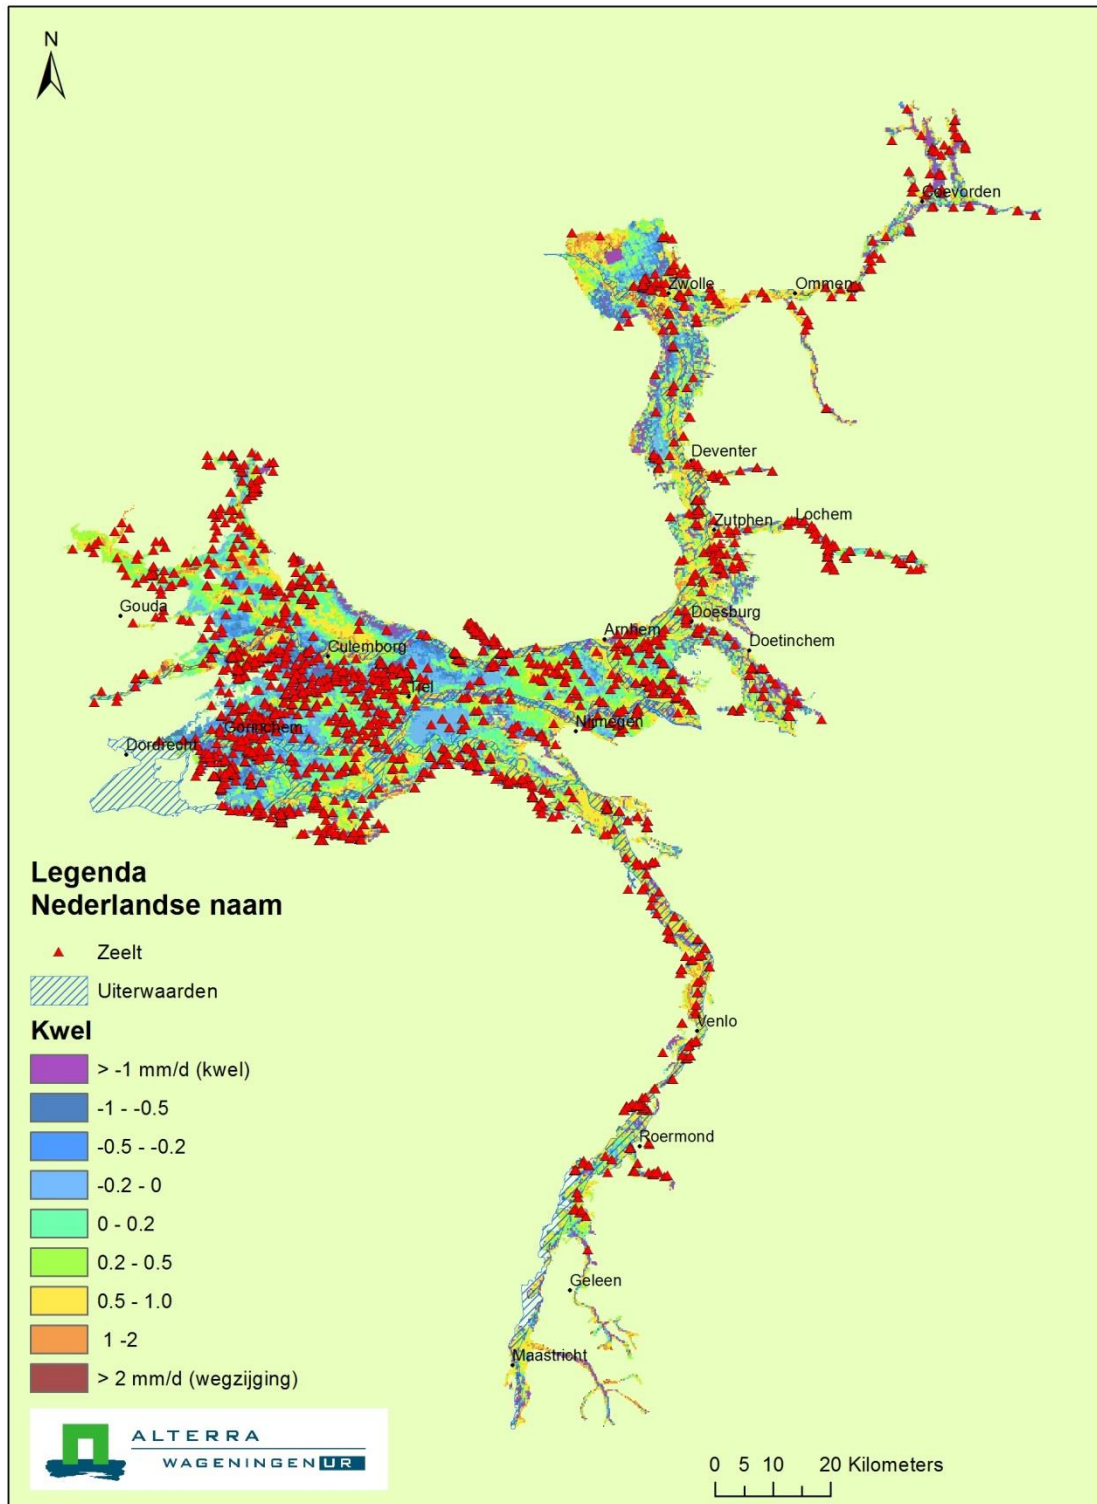 N
Coevorden
Zwolle
Ommen
Deventer
Zutphen
Lochem
Gouda
Doesburg
Arnhem
Doetinchem
Culemborg
Tiel
Gorinchem
Nijmegen
Dordrecht
Legenda
Nederlandse naam
Zeelt
Uiterwaarden
Kwel
> -1 mm/d (kwel)
-1 - -0.5
-0.5 - -0.2
-0.2 - 0
0 - 0.2
0.2 - 0.5
0.5 - 1.0
1 -2
> 2 mm/d (wegzijging)
Venlo
Roermond
Geleen
Maastricht
ALTERRA
WAGENINGEN UR
0 5 10 20 Kilometers